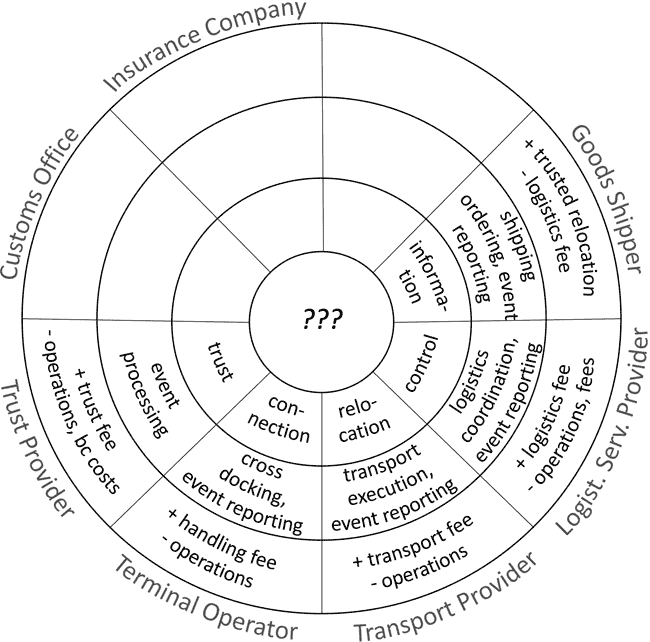 Insurance Company
Customs Office
Goods Shipper
+ trusted relocation
- logistics fee
shipping
ordering, event
reporting
informa-
tion
???
control
logistics
coordination,
event reporting
+ logistics fee
- operations, fees
Logist. Serv. Provider
relo-
cation
transport
execution,
event reporting
+ transport fee
- operations
Transport Provider
con-
nection
cross
docking,
event reporting
+ handling fee
- operations
Terminal Operator
trust
event
processing
+ trust fee
- operations, bc costs
Trust Provider